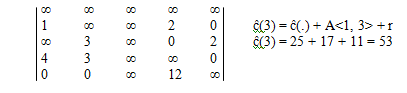 ∞ ∞ ∞ ∞ ∞
1 ∞ ∞ 2 0 ĉ(3) = ĉ(.) + A<1, 3> + r
∞ 3 ∞ 0 2 ĉ(3) = 25 + 17 + 11 = 53
4 3 ∞ ∞ 0
0 0 ∞ 12 ∞